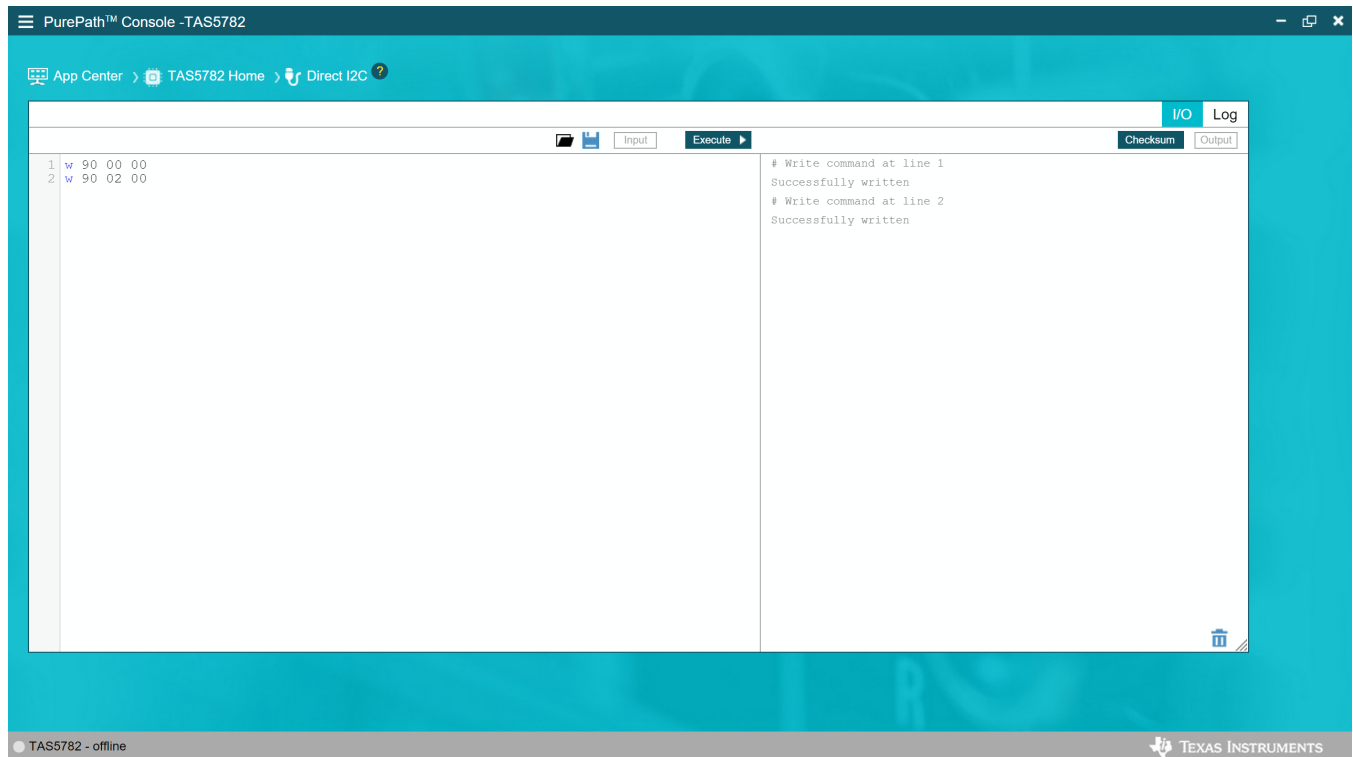 PurePath™ Console -TAS5782
App Center
TAS5782 Home
Direct I2C ?
I/O Log
Input Execute Checksum Output
1 w 90 00 00
2 w 90 02 00
# Write command at line 1
Successfully written
# Write command at line 2
Successfully written
R
TAS5782 - offline
TEXAS INSTRUMENTS